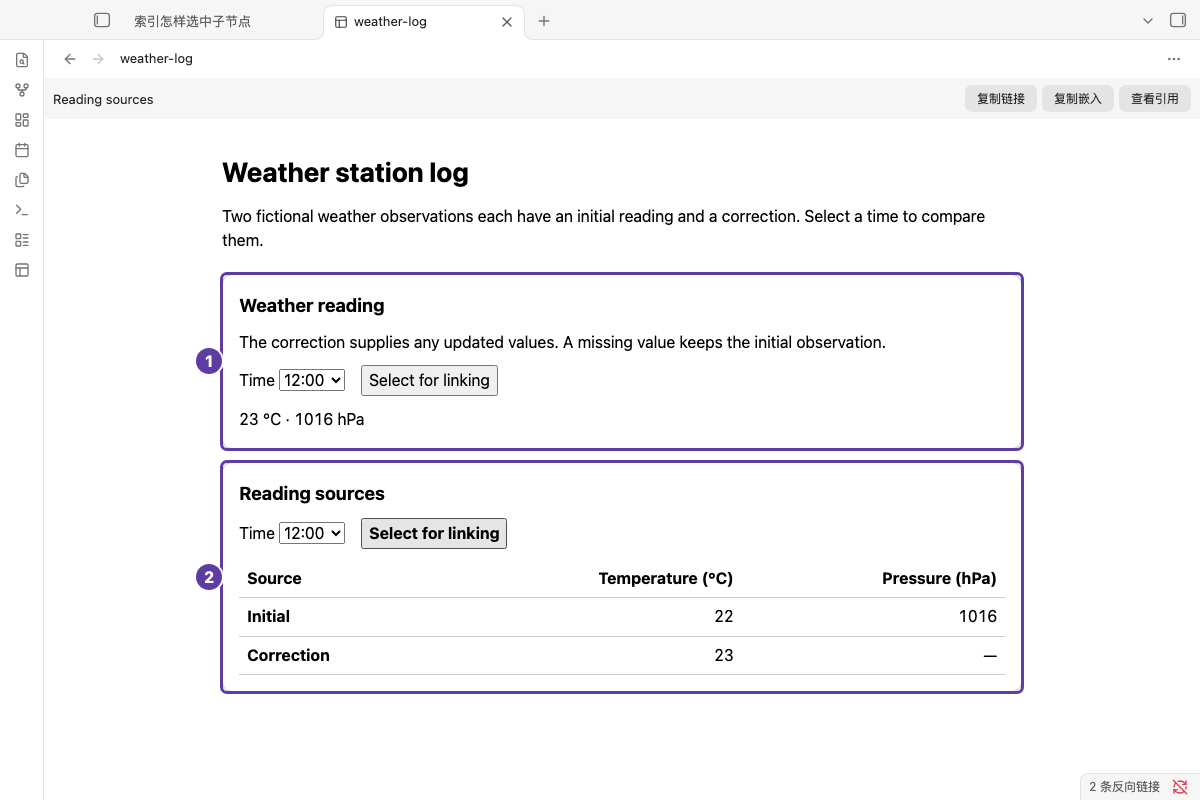 索引怎样选中子节点
weather-log
weather-log
Reading sources
复制链接
复制嵌入
查看引用
Weather station log
Two fictional weather observations each have an initial reading and a correction. Select a time to compare
them.
1
Weather reading
The correction supplies any updated values. A missing value keeps the initial observation.
Time 12:00 Select for linking
23 °C · 1016 hPa
2
Reading sources
Time 12:00 Select for linking
Source Temperature (°C) Pressure (hPa)
Initial 22 1016
Correction 23 —
2 条反向链接